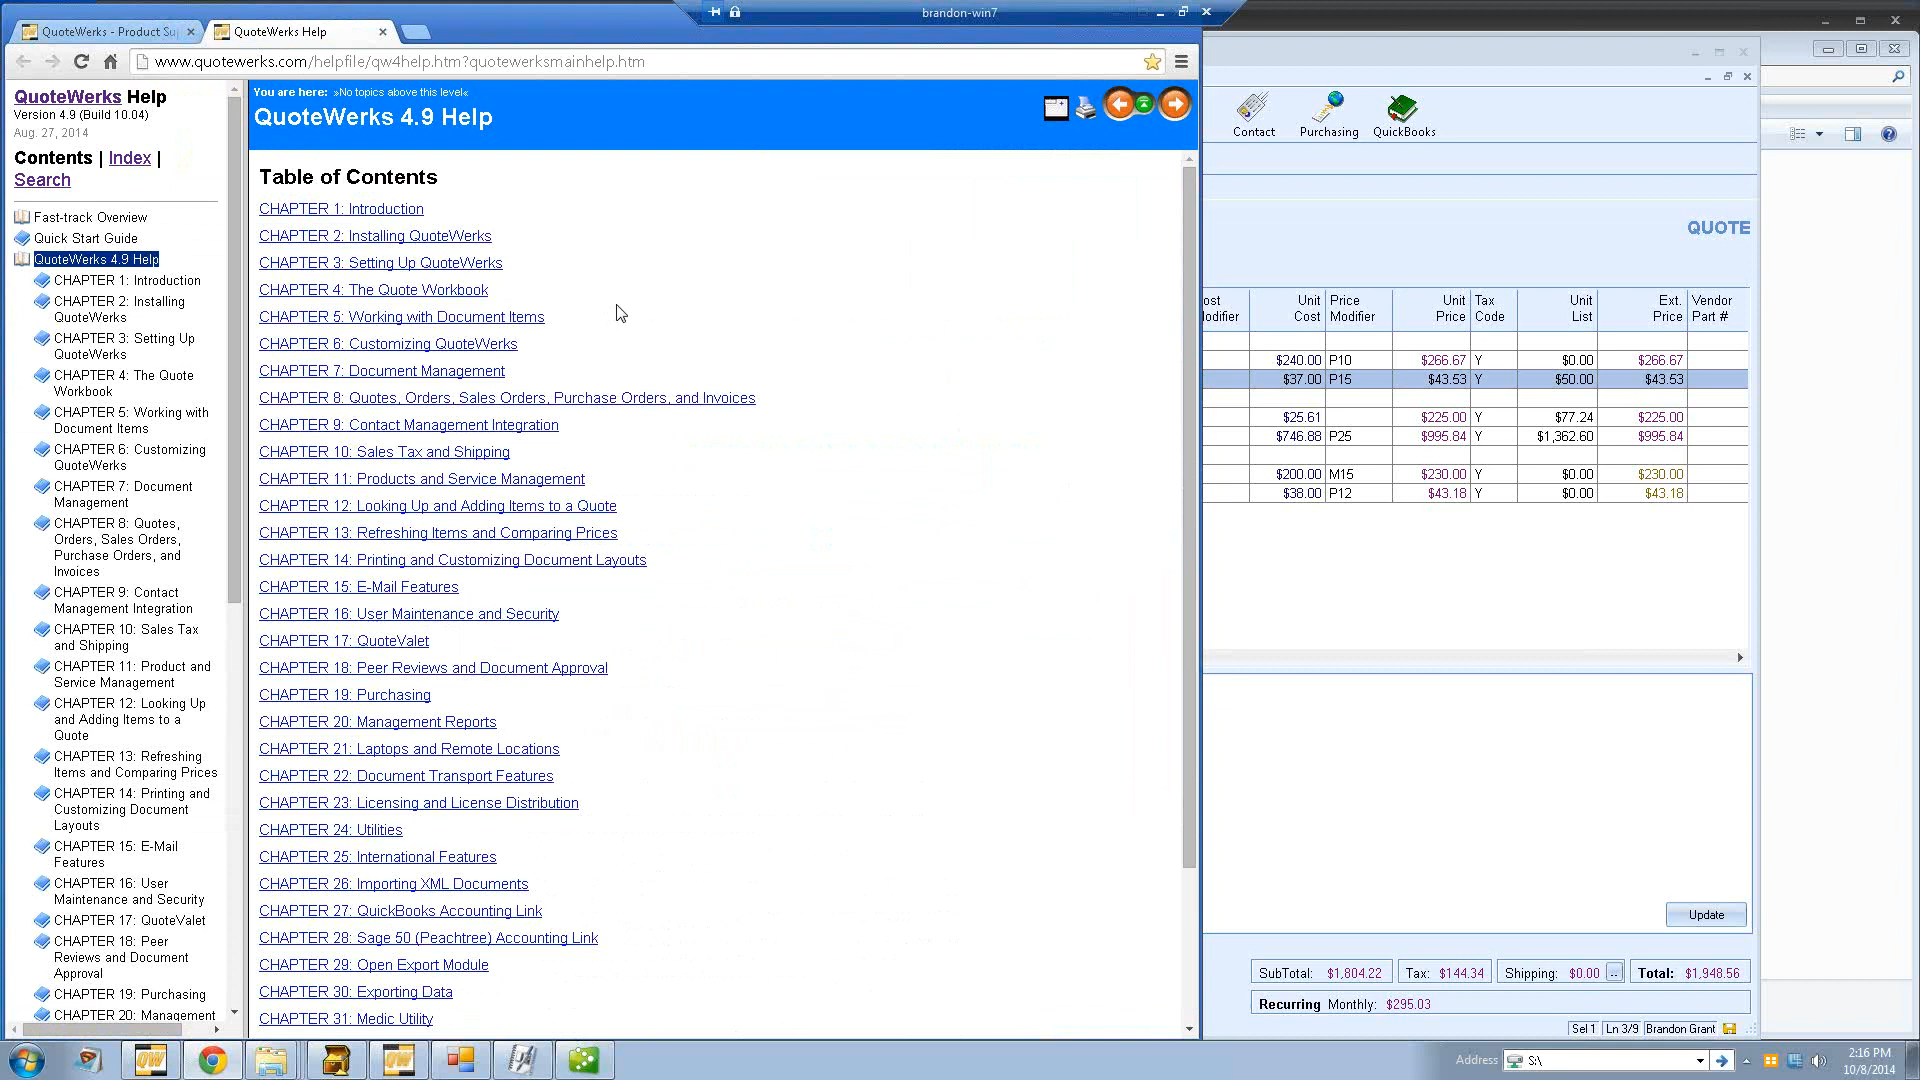 brandon-win7
QuoteWerks - Product Su
QuoteWerks Help
www.quotewerks.com/helpfile/qw4help.htm?quotewerksmainhelp.htm
QuoteWerks Help
Version 4.9 (Build 10.04)
Aug. 27, 2014
Contents | Index |
Search
Fast-track Overview
Quick Start Guide
QuoteWerks 4.9 Help
CHAPTER 1: Introduction
CHAPTER 2: Installing
QuoteWerks
CHAPTER 3: Setting Up
QuoteWerks
CHAPTER 4: The Quote
Workbook
CHAPTER 5: Working with
Document Items
CHAPTER 6: Customizing
QuoteWerks
CHAPTER 7: Document
Management
CHAPTER 8: Quotes,
Orders, Sales Orders,
Purchase Orders, and
Invoices
CHAPTER 9: Contact
Management Integration
CHAPTER 10: Sales Tax
and Shipping
CHAPTER 11: Product and
Service Management
CHAPTER 12: Looking Up
and Adding Items to a
Quote
CHAPTER 13: Refreshing
Items and Comparing Prices
CHAPTER 14: Printing and
Customizing Document
Layouts
CHAPTER 15: E-Mail
Features
CHAPTER 16: User
Maintenance and Security
CHAPTER 17: QuoteValet
CHAPTER 18: Peer
Reviews and Document
Approval
CHAPTER 19: Purchasing
CHAPTER 20: Management
You are here: »No topics above this level«
QuoteWerks 4.9 Help
Table of Contents
CHAPTER 1: Introduction
CHAPTER 2: Installing QuoteWerks
CHAPTER 3: Setting Up QuoteWerks
CHAPTER 4: The Quote Workbook
CHAPTER 5: Working with Document Items
CHAPTER 6: Customizing QuoteWerks
CHAPTER 7: Document Management
CHAPTER 8: Quotes, Orders, Sales Orders, Purchase Orders, and Invoices
CHAPTER 9: Contact Management Integration
CHAPTER 10: Sales Tax and Shipping
CHAPTER 11: Products and Service Management
CHAPTER 12: Looking Up and Adding Items to a Quote
CHAPTER 13: Refreshing Items and Comparing Prices
CHAPTER 14: Printing and Customizing Document Layouts
CHAPTER 15: E-Mail Features
CHAPTER 16: User Maintenance and Security
CHAPTER 17: QuoteValet
CHAPTER 18: Peer Reviews and Document Approval
CHAPTER 19: Purchasing
CHAPTER 20: Management Reports
CHAPTER 21: Laptops and Remote Locations
CHAPTER 22: Document Transport Features
CHAPTER 23: Licensing and License Distribution
CHAPTER 24: Utilities
CHAPTER 25: International Features
CHAPTER 26: Importing XML Documents
CHAPTER 27: QuickBooks Accounting Link
CHAPTER 28: Sage 50 (Peachtree) Accounting Link
CHAPTER 29: Open Export Module
CHAPTER 30: Exporting Data
CHAPTER 31: Medic Utility
Contact Purchasing QuickBooks
QUOTE
ost Unit Price Unit Tax Unit Ext. Vendor
odifier Cost Modifier Price Code List Price Part #
$240.00 P10 $266.67 Y $0.00 $266.67
$37.00 P15 $43.53 Y $50.00 $43.53
$25.61 $225.00 Y $77.24 $225.00
$746.88 P25 $995.84 Y $1,362.60 $995.84
$200.00 M15 $230.00 Y $0.00 $230.00
$38.00 P12 $43.18 Y $0.00 $43.18
Update
SubTotal: $1,804.22 Tax: $144.34 Shipping: $0.00 ... Total: $1,948.56
Recurring Monthly: $295.03
Sel 1 Ln 3/9 Brandon Grant
QW QW
Address S:\
2:16 PM
10/8/2014